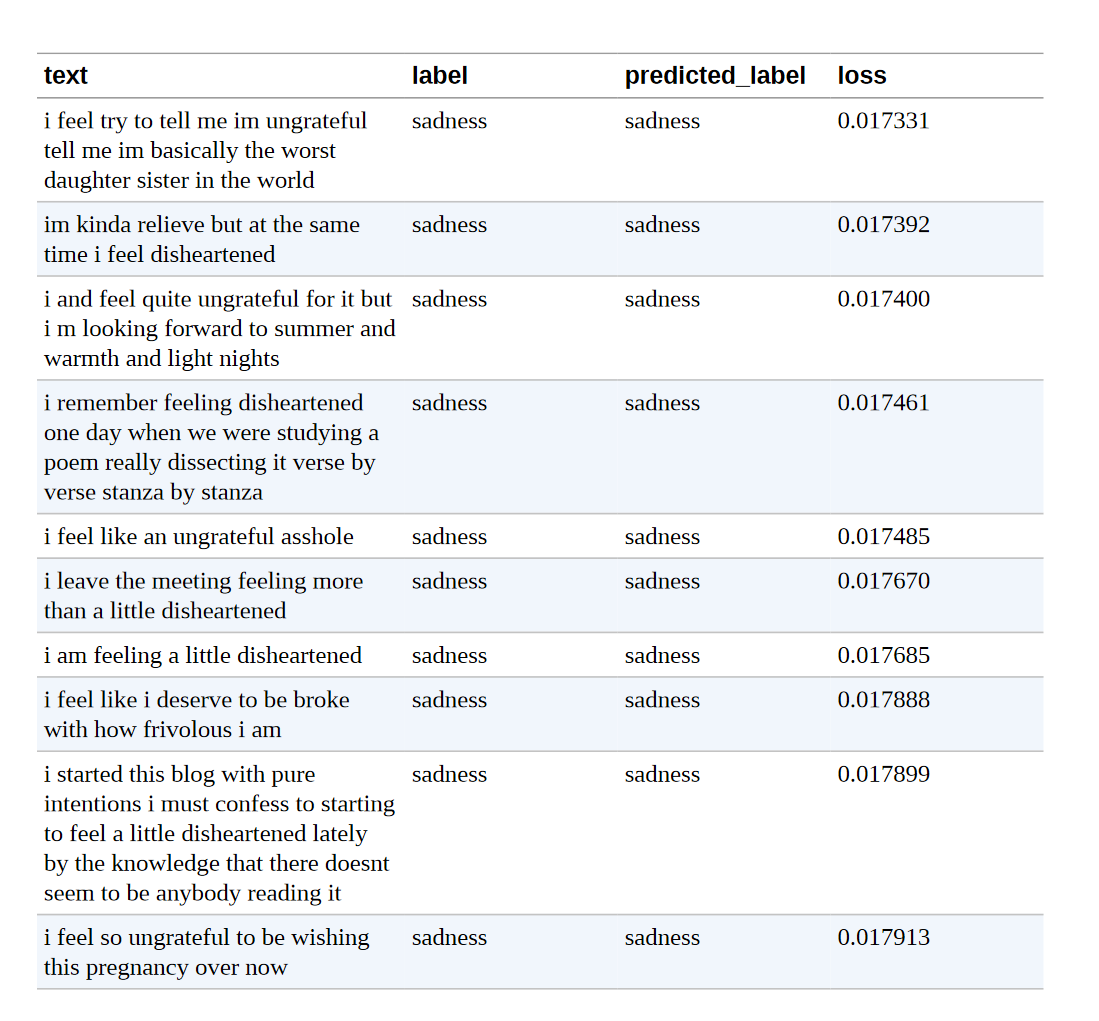 text label predicted_label loss
i feel try to tell me im ungrateful sadness sadness 0.017331
tell me im basically the worst
daughter sister in the world
im kinda relieve but at the same sadness sadness 0.017392
time i feel disheartened
i and feel quite ungrateful for it but sadness sadness 0.017400
i m looking forward to summer and
warmth and light nights
i remember feeling disheartened sadness sadness 0.017461
one day when we were studying a
poem really dissecting it verse by
verse stanza by stanza
i feel like an ungrateful asshole sadness sadness 0.017485
i leave the meeting feeling more sadness sadness 0.017670
than a little disheartened
i am feeling a little disheartened sadness sadness 0.017685
i feel like i deserve to be broke sadness sadness 0.017888
with how frivolous i am
i started this blog with pure sadness sadness 0.017899
intentions i must confess to starting
to feel a little disheartened lately
by the knowledge that there doesnt
seem to be anybody reading it
i feel so ungrateful to be wishing sadness sadness 0.017913
this pregnancy over now